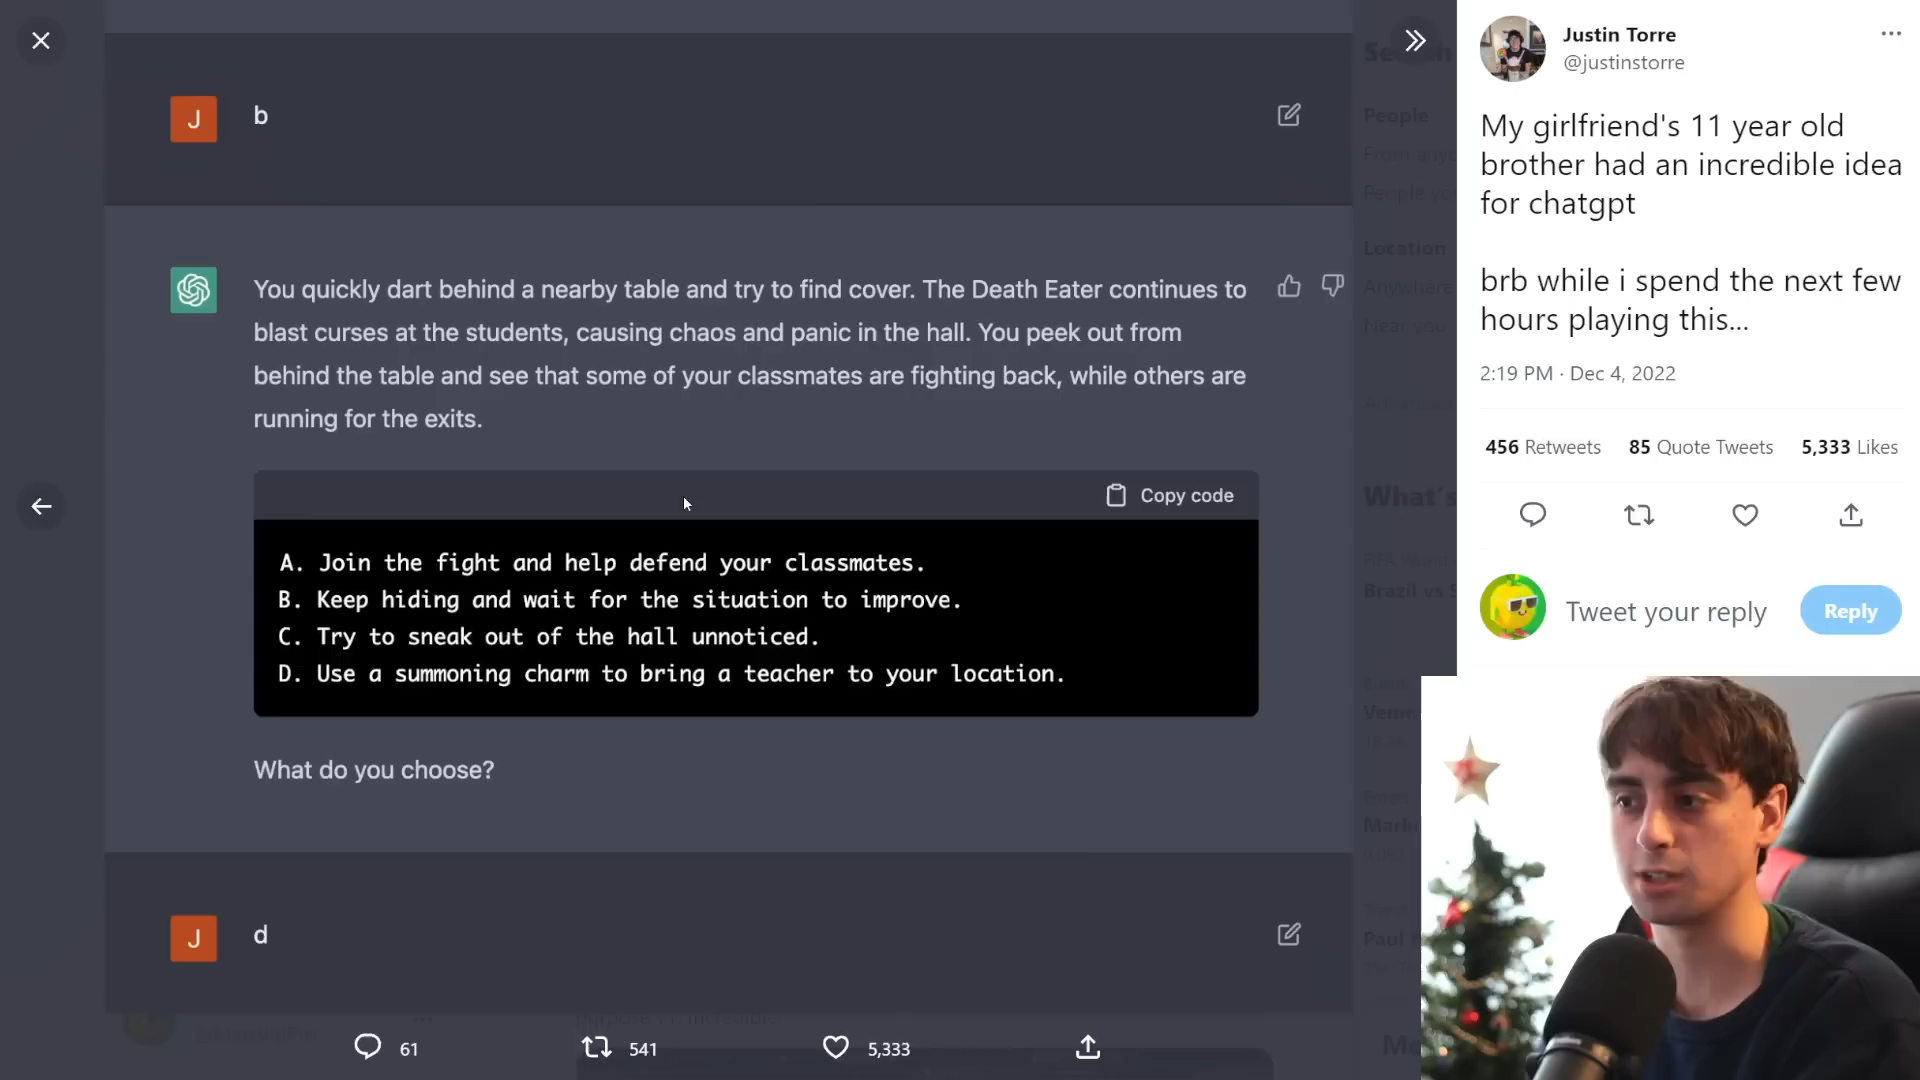 J
b
You quickly dart behind a nearby table and try to find cover. The Death Eater continues to
blast curses at the students, causing chaos and panic in the hall. You peek out from
behind the table and see that some of your classmates are fighting back, while others are
running for the exits.
Copy code
A. Join the fight and help defend your classmates.
B. Keep hiding and wait for the situation to improve.
C. Try to sneak out of the hall unnoticed.
D. Use a summoning charm to bring a teacher to your location.
What do you choose?
J
d
61
541
5,333
People
Location
What's
Justin Torre
@justinstorre
My girlfriend's 11 year old
brother had an incredible idea
for chatgpt
brb while i spend the next few
hours playing this...
2:19 PM · Dec 4, 2022
456 Retweets 85 Quote Tweets 5,333 Likes
Tweet your reply
Reply